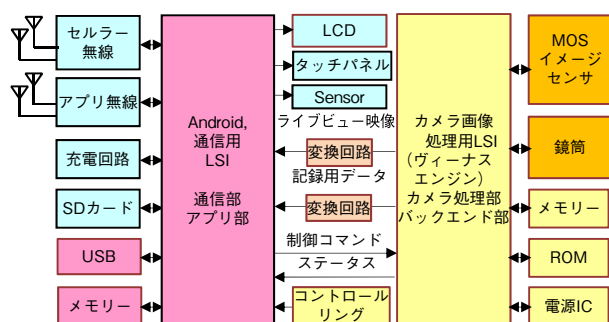 セルラー
無線
アプリ無線
充電回路
SDカード
USB
メモリー
Android,
通信用
LSI
通信部
アプリ部
LCD
タッチパネル
Sensor
ライブビュー映像
変換回路
記録用データ
変換回路
制御コマンド
ステータス
コントロール
リング
カメラ画像
処理用LSI
(ヴィーナス
エンジン)
カメラ処理部
バックエンド部
MOS
イメージ
センサ
鏡筒
メモリー
ROM
電源IC